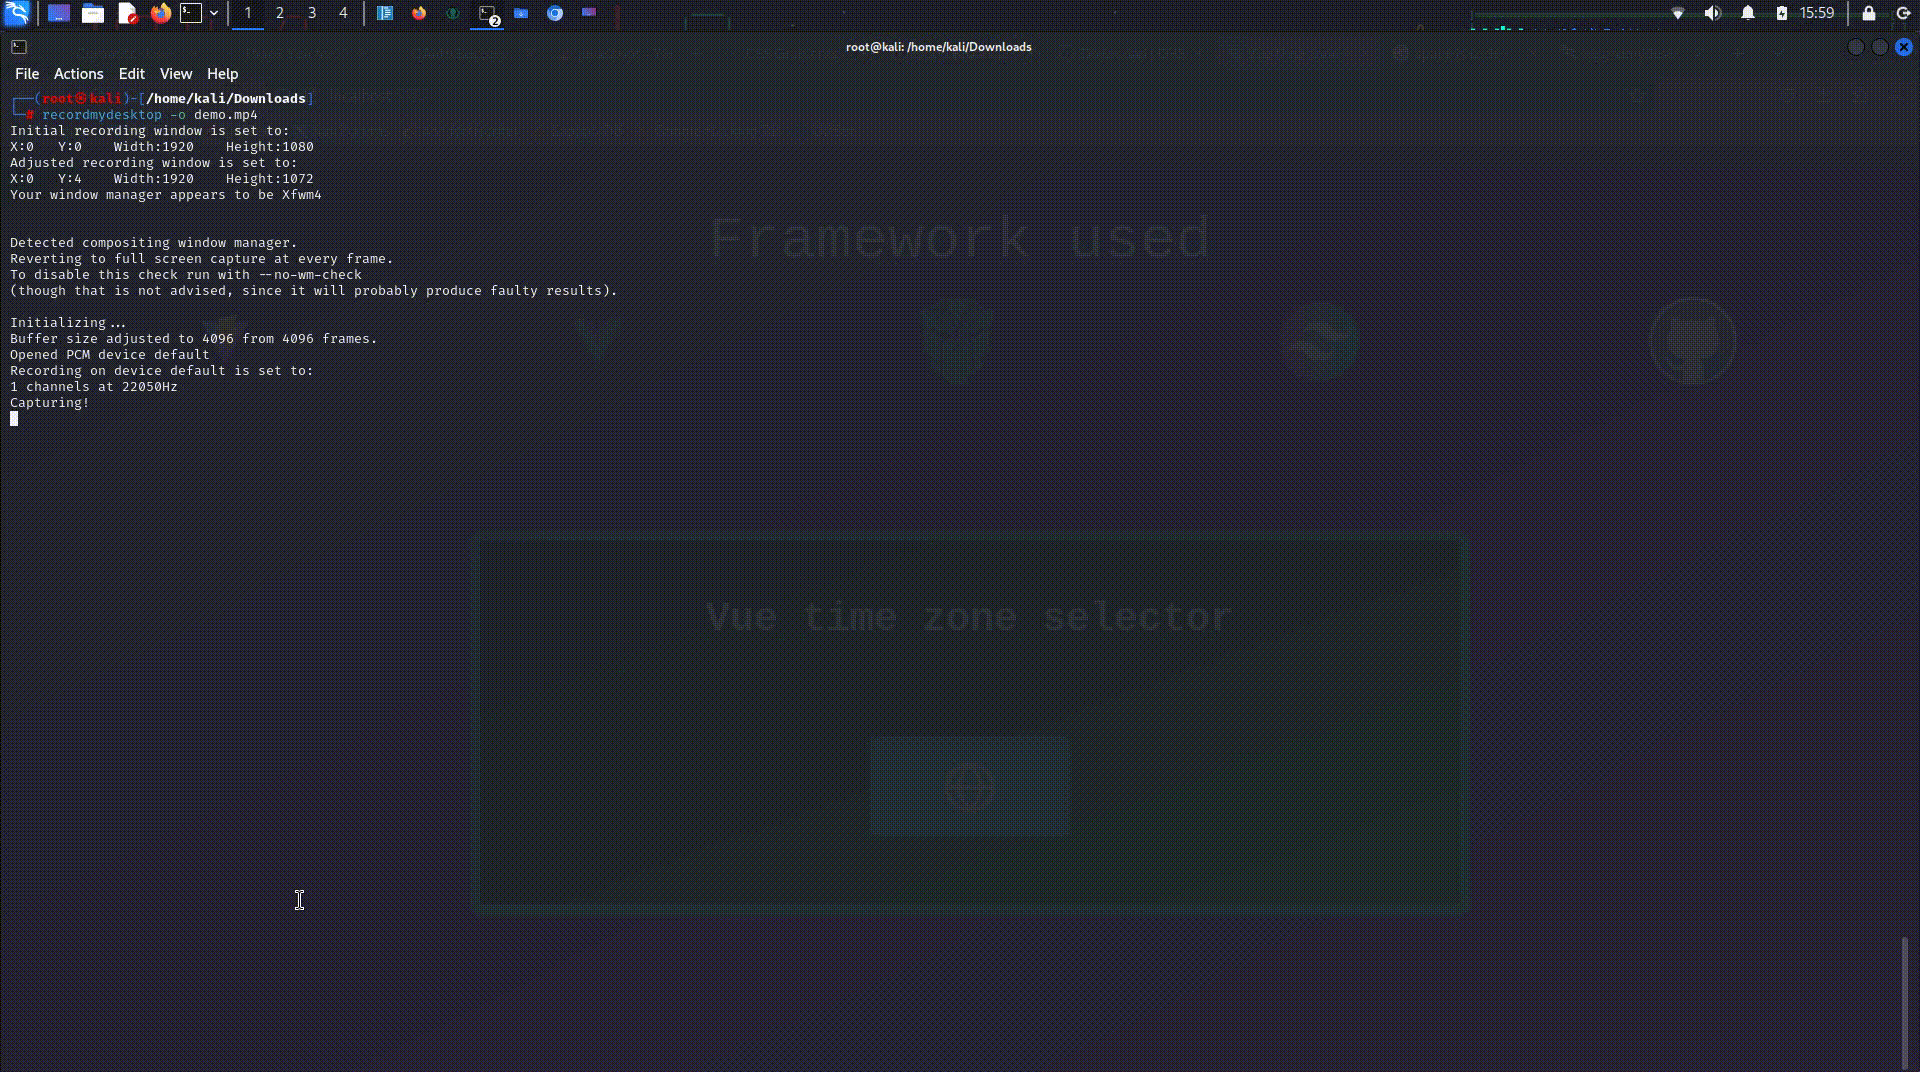 1 2 3 4
2
15:59
root@kali: /home/kali/Downloads
File Actions Edit View Help
┌──(root㉿kali)-[/home/kali/Downloads]
└─# recordmydesktop -o demo.mp4
Initial recording window is set to:
X:0   Y:0    Width:1920    Height:1080
Adjusted recording window is set to:
X:0   Y:4    Width:1920    Height:1072
Your window manager appears to be Xfwm4
Detected compositing window manager.
Reverting to full screen capture at every frame.
To disable this check run with --no-wm-check
(though that is not advised, since it will probably produce faulty results).
Initializing...
Buffer size adjusted to 4096 from 4096 frames.
Opened PCM device default
Recording on device default is set to:
1 channels at 22050Hz
Capturing!
Framework used
Vue time zone selector